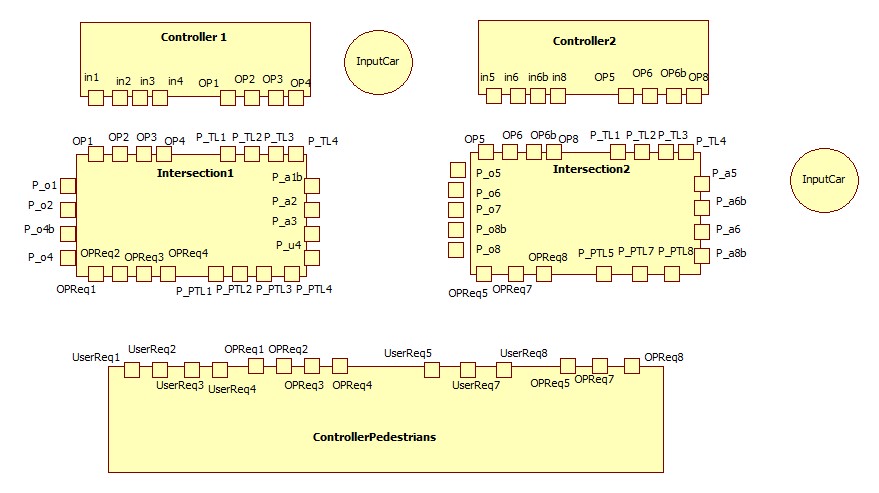 Controller 1
in1
in2
in3
in4
OP1
OP2
OP3
OP4
InputCar
Controller2
in5
in6
in6b
in8
OP5
OP6
OP6b
OP8
OP1
OP2
OP3
OP4
P_TL1
P_TL2
P_TL3
P_TL4
Intersection1
P_o1
P_o2
P_o4b
P_o4
P_a1b
P_a2
P_a3
P_u4
OPReq1
OPReq2
OPReq3
OPReq4
P_PTL1
P_PTL2
P_PTL3
P_PTL4
OP5
OP6
OP6b
OP8
P_TL1
P_TL2
P_TL3
P_TL4
Intersection2
P_o5
P_o6
P_o7
P_o8b
P_o8
P_a5
P_a6b
P_a6
P_a8b
OPReq5
OPReq7
OPReq8
P_PTL5
P_PTL7
P_PTL8
InputCar
UserReq1
UserReq2
UserReq3
UserReq4
OPReq1
OPReq2
OPReq3
OPReq4
UserReq5
UserReq7
UserReq8
OPReq5
OPReq7
OPReq8
ControllerPedestrians